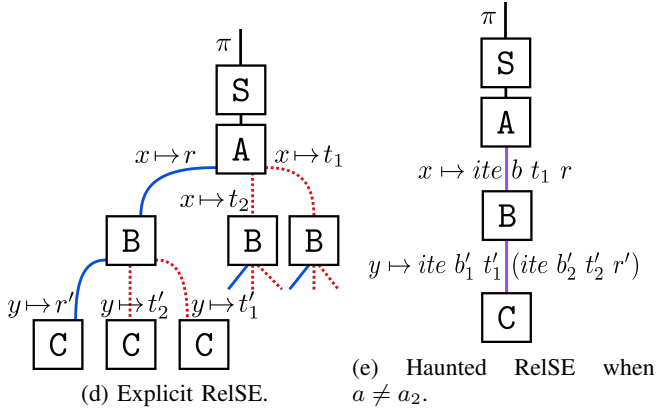 π
S
A
x ↦ r
x ↦ t₁
x ↦ t₂
B
B
B
y ↦ r′
y ↦ t′₂
y ↦ t′₁
C
C
C
(d) Explicit RelSE.
π
S
A
x ↦ ite b t₁ r
B
y ↦ ite b′₁ t′₁ (ite b′₂ t′₂ r′)
C
(e) Haunted RelSE when
a ≠ a₂.